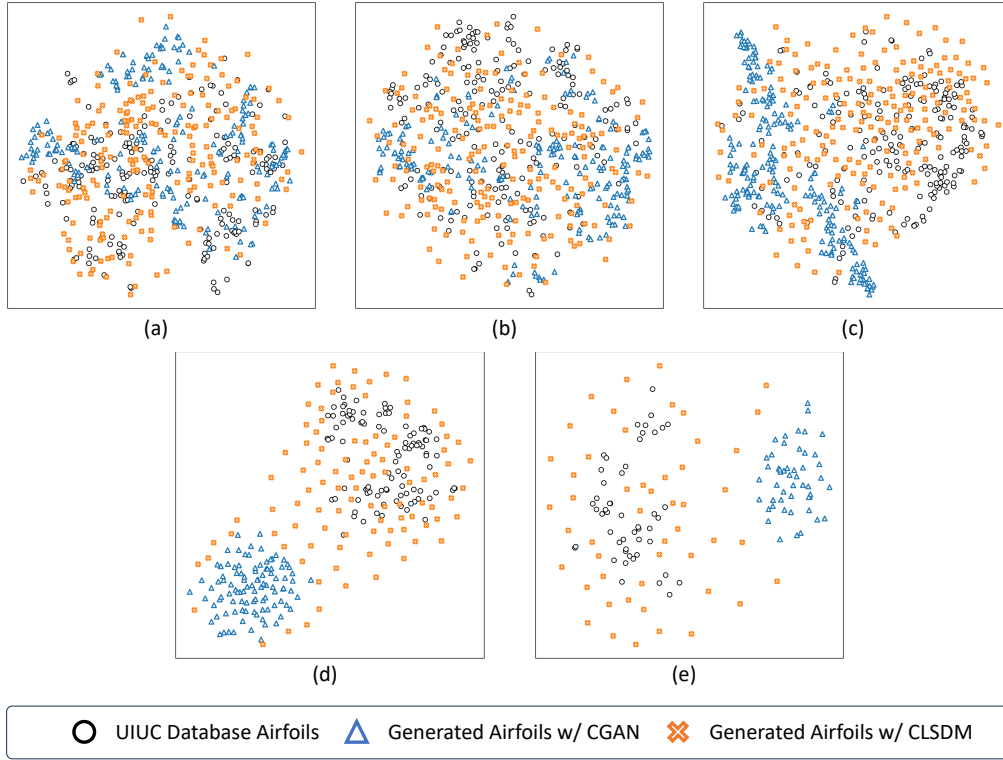 (a)
(b)
(c)
(d)
(e)
UIUC Database Airfoils
Generated Airfoils w/ CGAN
Generated Airfoils w/ CLSDM